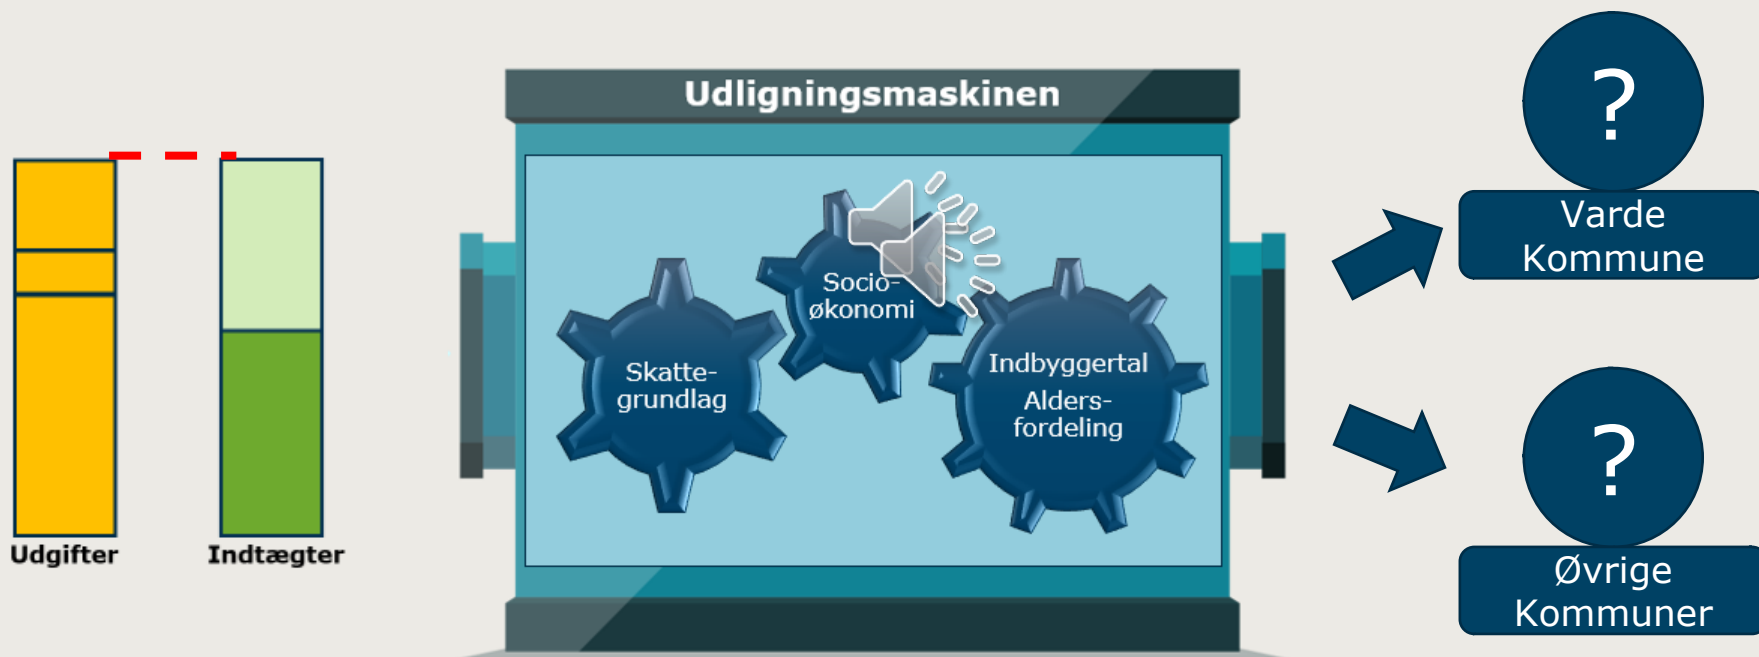 Udligningsmaskinen
Udgifter
Indtægter
Skatte-
grundlag
Socio-
økonomi
Indbyggertal
Alders-
fordeling
?
Varde
Kommune
?
Øvrige
Kommuner